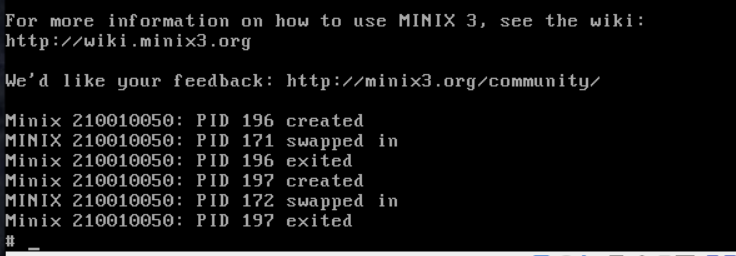 For more information on how to use MINIX 3, see the wiki:
http://wiki.minix3.org
We'd like your feedback: http://minix3.org/community/
Minix 210010050: PID 196 created
MINIX 210010050: PID 171 swapped in
Minix 210010050: PID 196 exited
Minix 210010050: PID 197 created
MINIX 210010050: PID 172 swapped in
Minix 210010050: PID 197 exited
# _